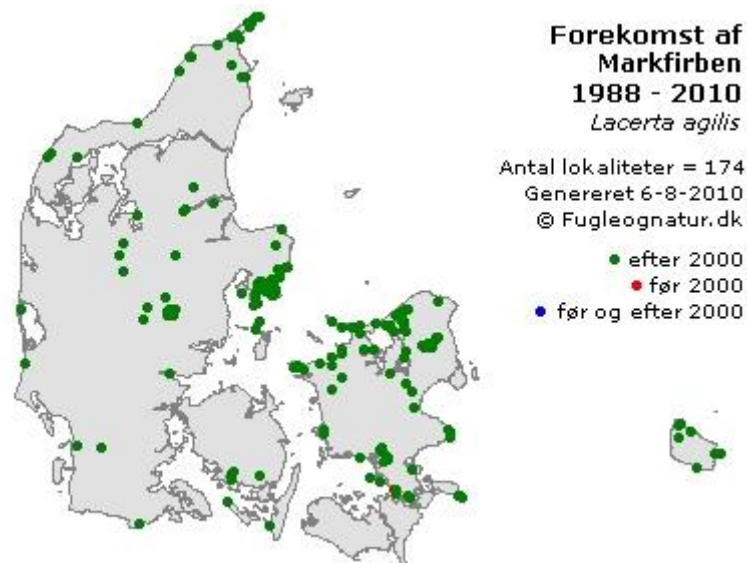 Forekomst af
Markfirben
1988 - 2010
Lacerta agilis
Antal lokaliteter = 174
Genereret 6-8-2010
© Fugleognatur.dk
efter 2000
før 2000
før og efter 2000